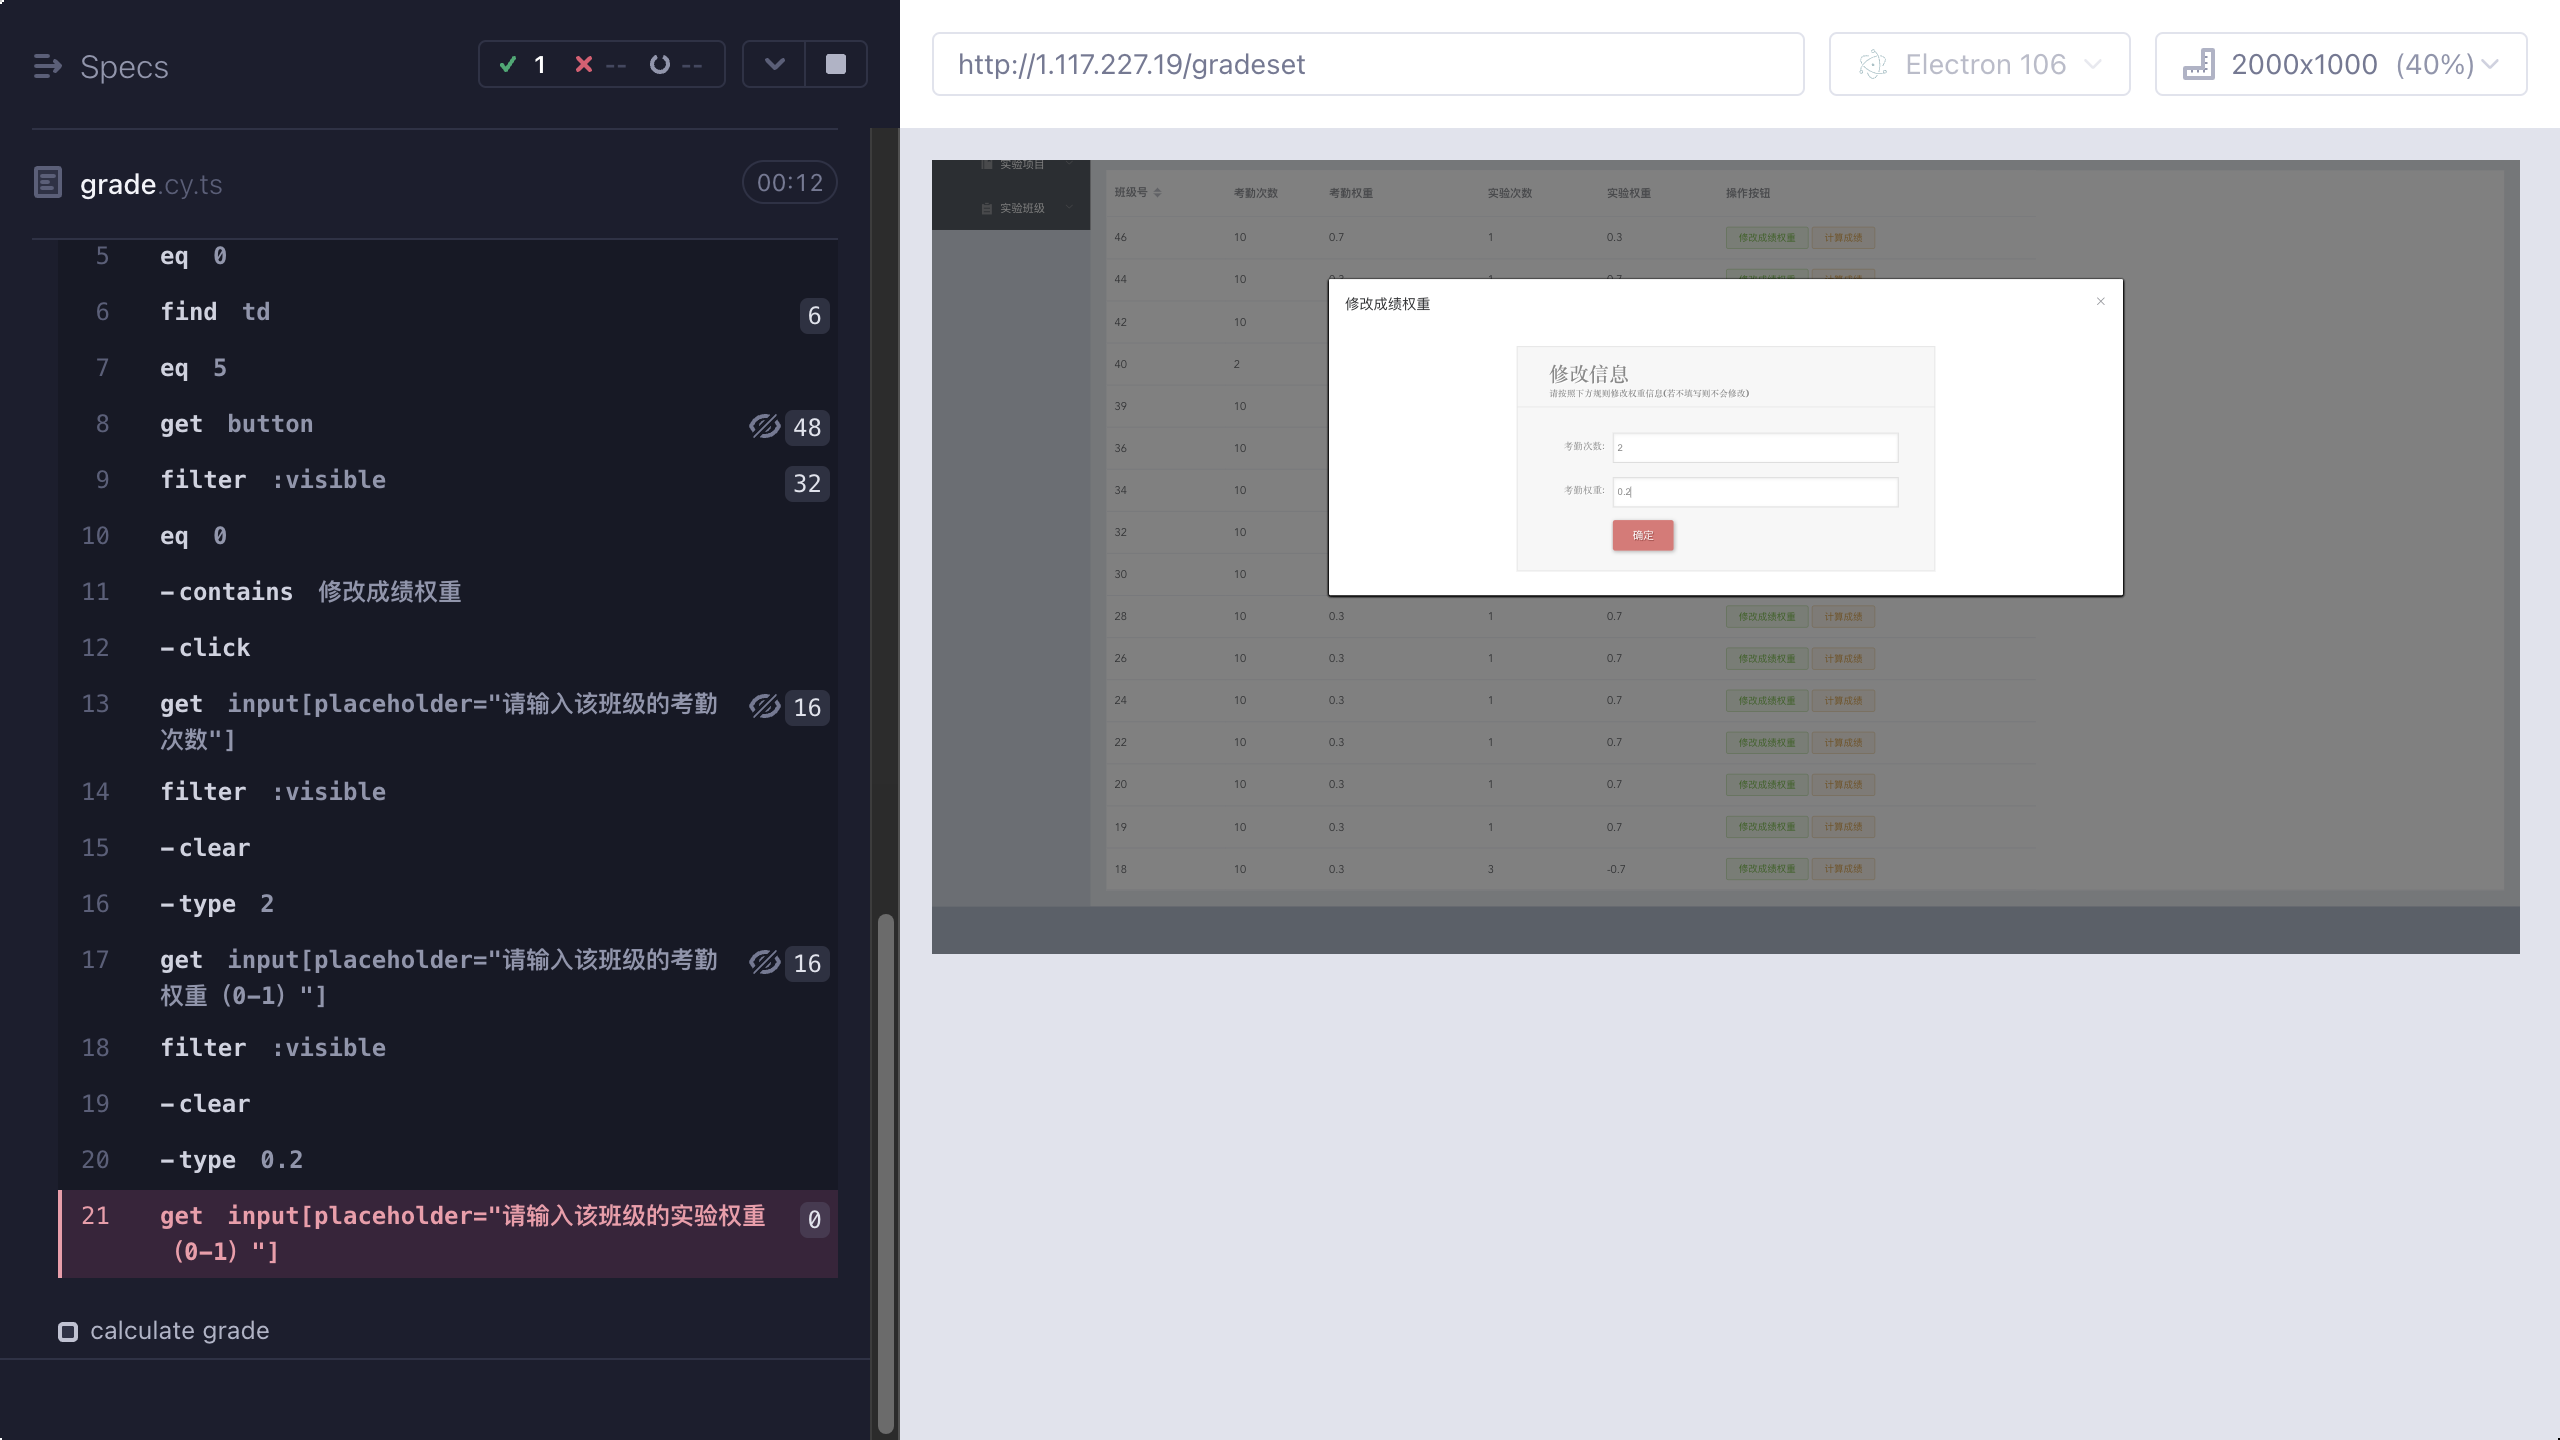 Specs
1 -- --
grade.cy.ts 00:12
5 eq 0
6 find td 6
7 eq 5
8 get button 48
9 filter :visible 32
10 eq 0
11 -contains 修改成绩权重
12 -click
13 get input[placeholder="请输入该班级的考勤 16
次数"]
14 filter :visible
15 -clear
16 -type 2
17 get input[placeholder="请输入该班级的考勤 16
权重（0-1）"]
18 filter :visible
19 -clear
20 -type 0.2
21 get input[placeholder="请输入该班级的实验权重 0
（0-1）"]
calculate grade
http://1.117.227.19/gradeset Electron 106 2000x1000 (40%)
实验项目
实验班级
班级号 考勤次数 考勤权重 实验次数 实验权重 操作按钮
46 10 0.7 1 0.3 修改成绩权重 计算成绩
44 10 0.3 1 0.7 修改成绩权重 计算成绩
42 10
40 2
39 10
36 10
34 10
32 10
30 10
修改成绩权重
修改信息
请按照下方规则修改权重信息(若不填写则不会修改)
考勤次数: 2
考勤权重: 0.2
确定
28 10 0.3 1 0.7 修改成绩权重 计算成绩
26 10 0.3 1 0.7 修改成绩权重 计算成绩
24 10 0.3 1 0.7 修改成绩权重 计算成绩
22 10 0.3 1 0.7 修改成绩权重 计算成绩
20 10 0.3 1 0.7 修改成绩权重 计算成绩
19 10 0.3 1 0.7 修改成绩权重 计算成绩
18 10 0.3 3 -0.7 修改成绩权重 计算成绩